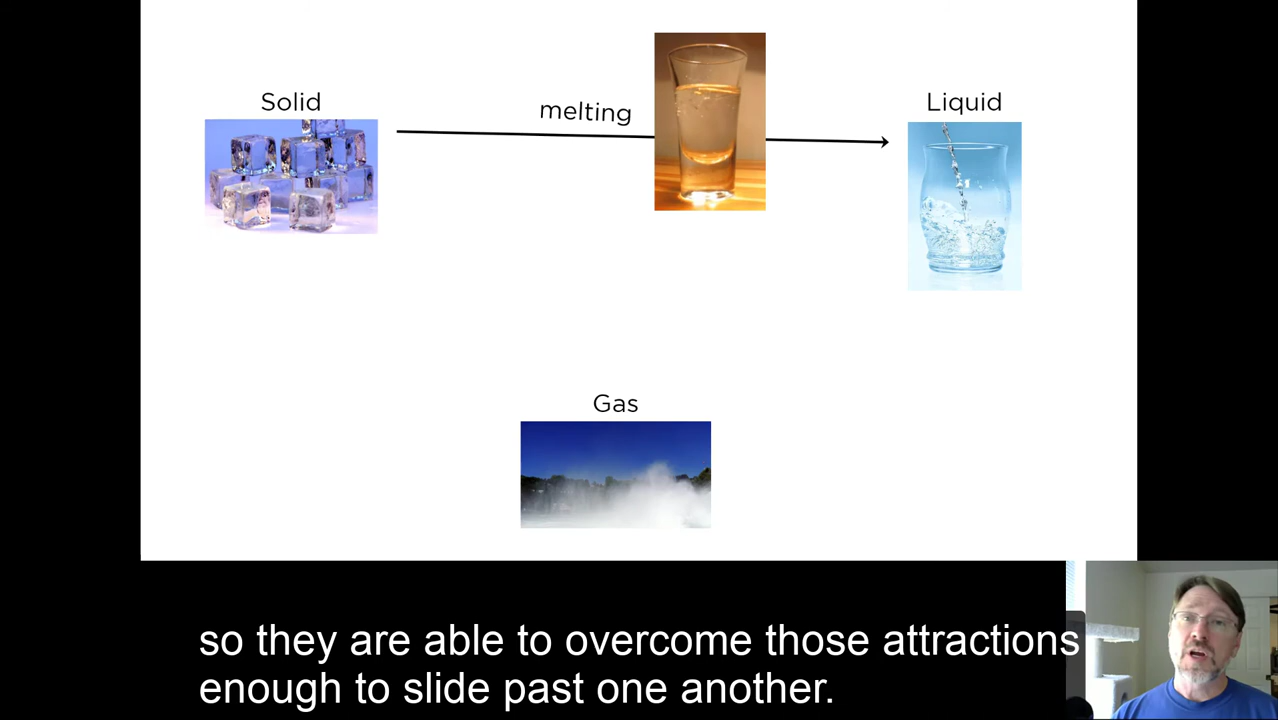 Solid
melting
Liquid
Gas
so they are able to overcome those attractions
enough to slide past one another.